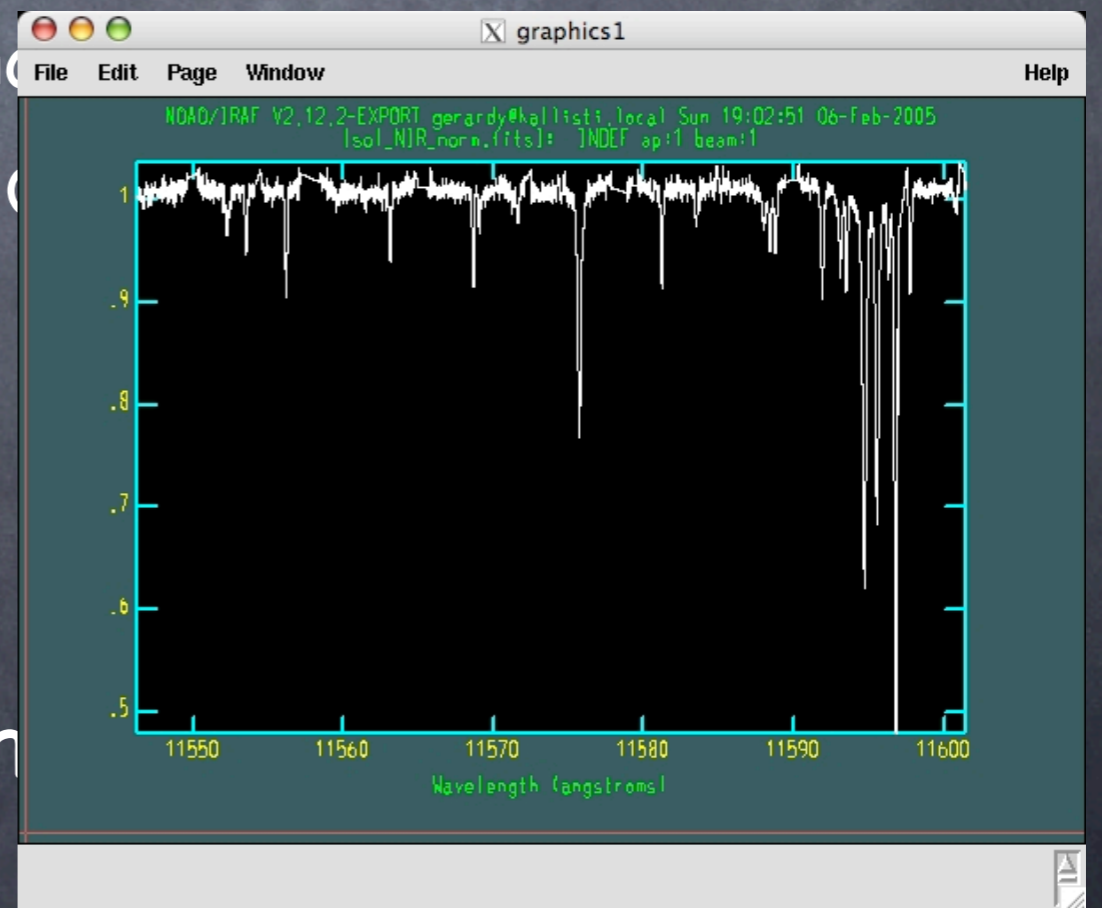 graphics1
File Edit Page Window Help
NOAO/IRAF V2.12.2-EXPORT gerardy@kallisti.local Sun 19:02:51 06-Feb-2005
[sol_NIR_norm.fits]: INDEF ap:1 beam:1
1
.9
.8
.7
.6
.5
11550 11560 11570 11580 11590 11600
Wavelength (angstroms)